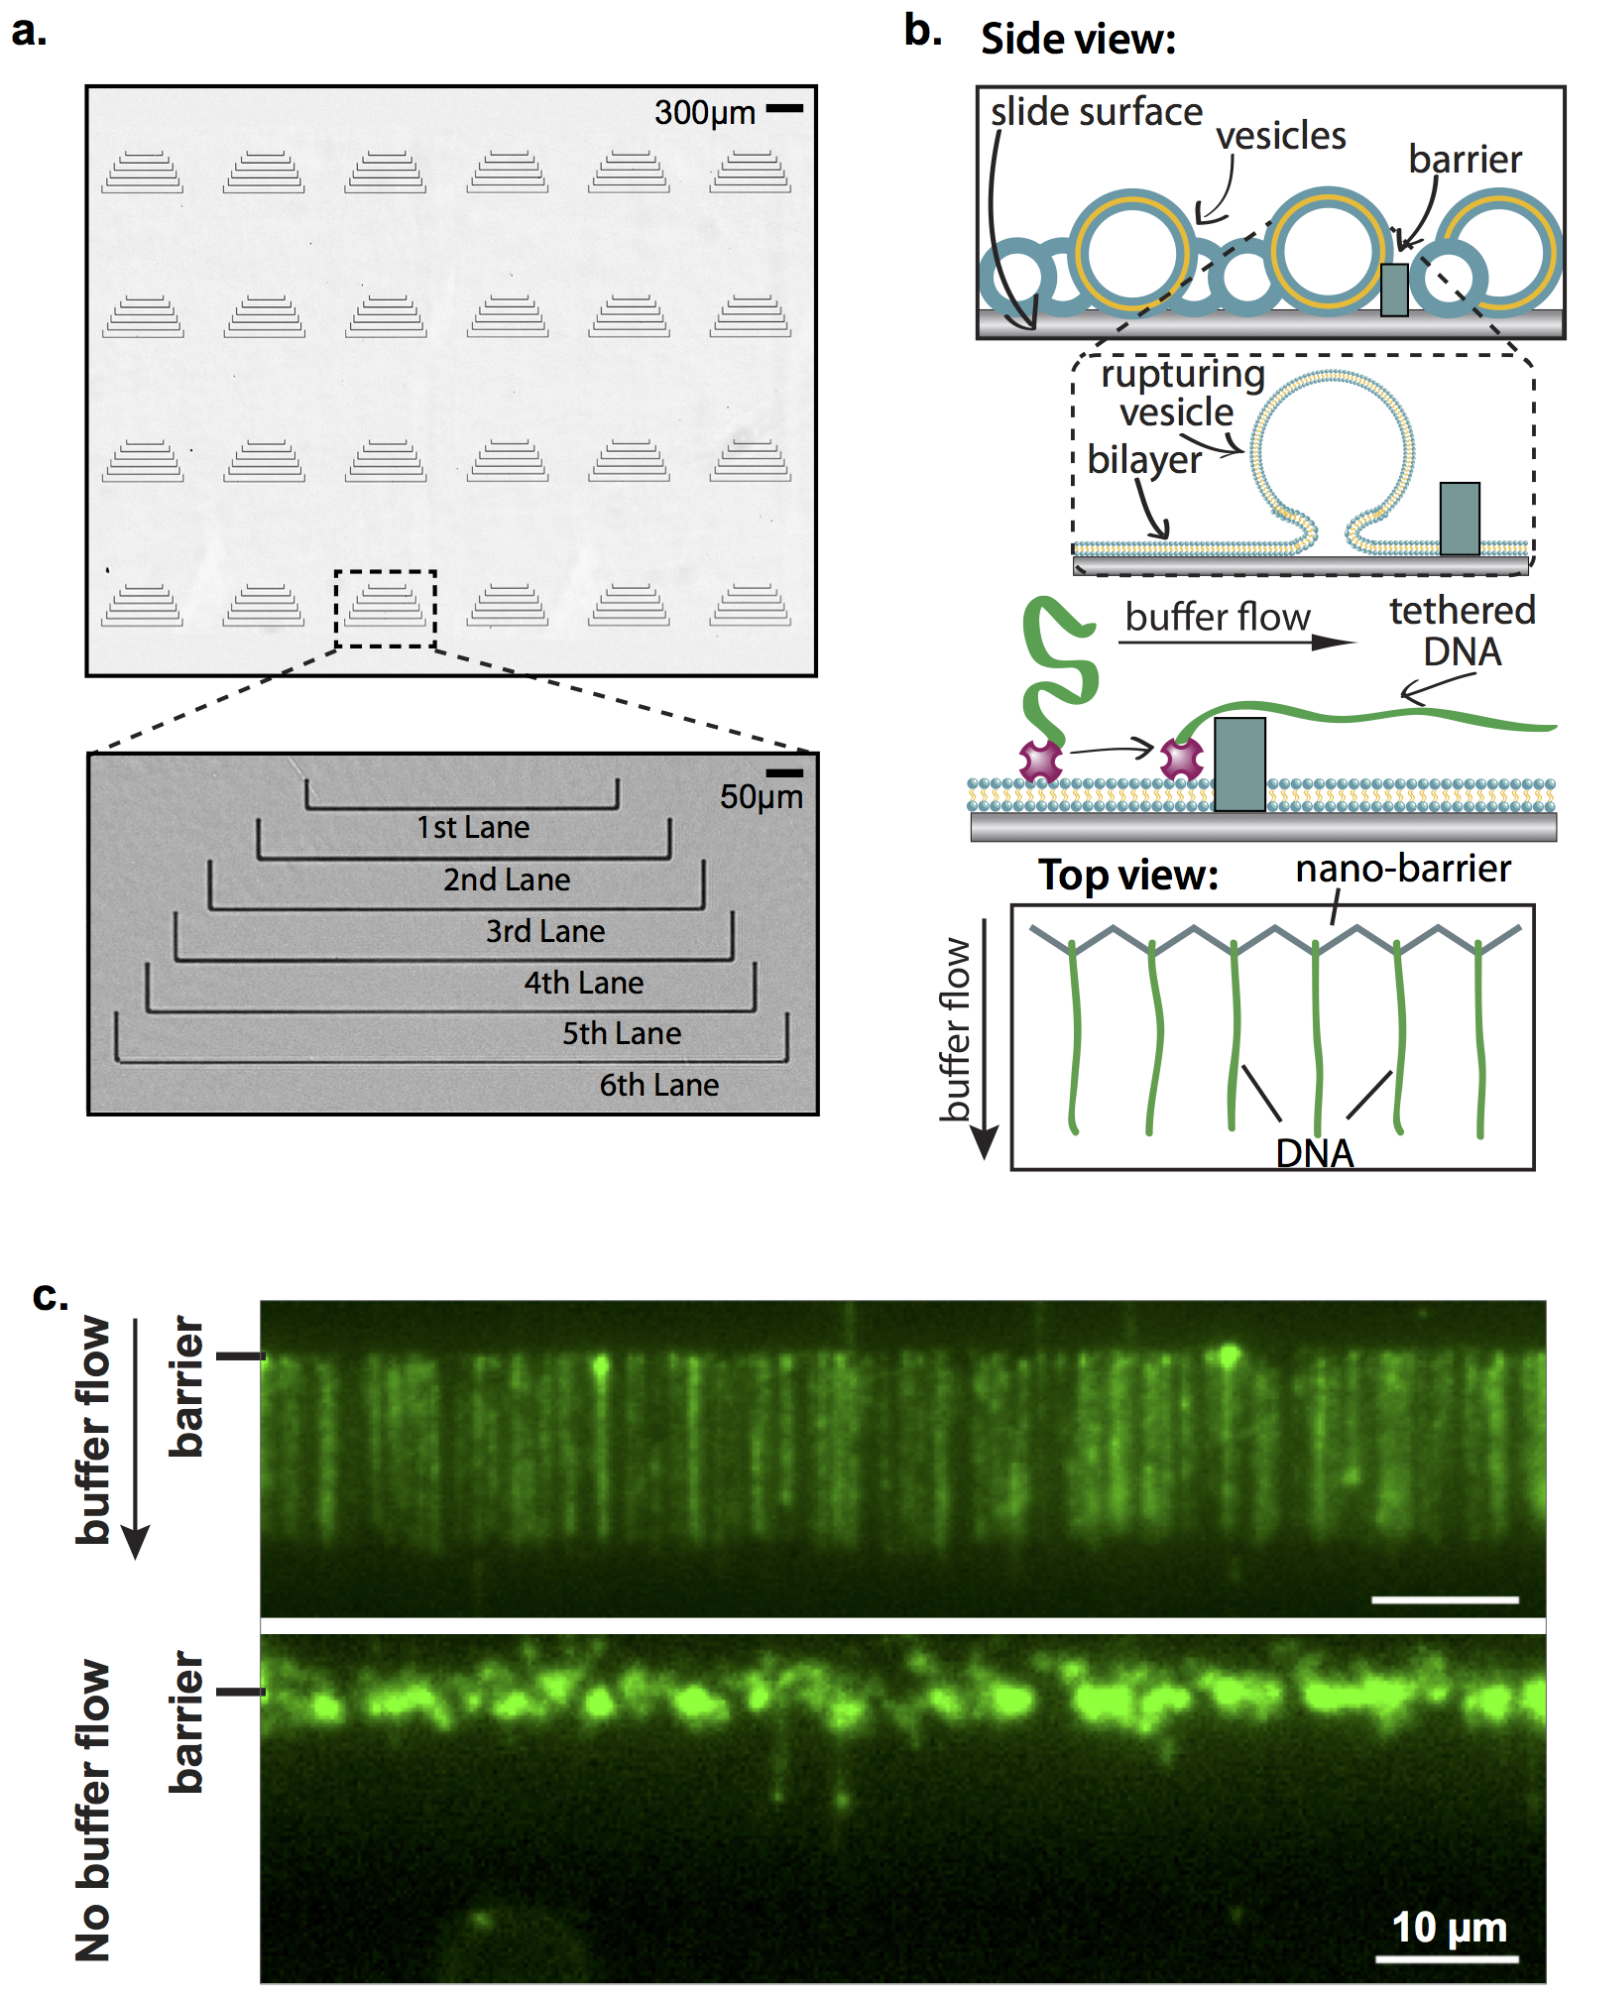 a.
300µm
50µm
1st Lane
2nd Lane
3rd Lane
4th Lane
5th Lane
6th Lane
b.
Side view:
slide surface
vesicles
barrier
rupturing
vesicle
bilayer
buffer flow
tethered
DNA
Top view:
nano-barrier
buffer flow
DNA
c.
buffer flow
barrier
No buffer flow
barrier
10 µm